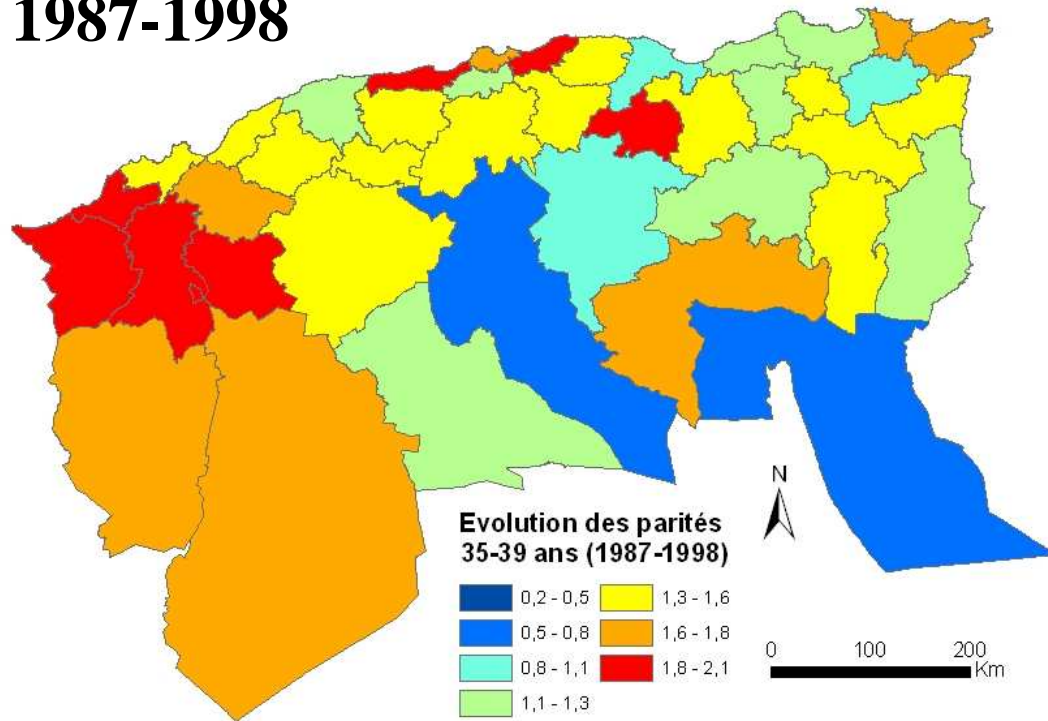 1987-1998
N
Evolution des parités
35-39 ans (1987-1998)
0,2 - 0,5
1,3 - 1,6
0,5 - 0,8
1,6 - 1,8
0,8 - 1,1
1,8 - 2,1
1,1 - 1,3
0 100 200
Km